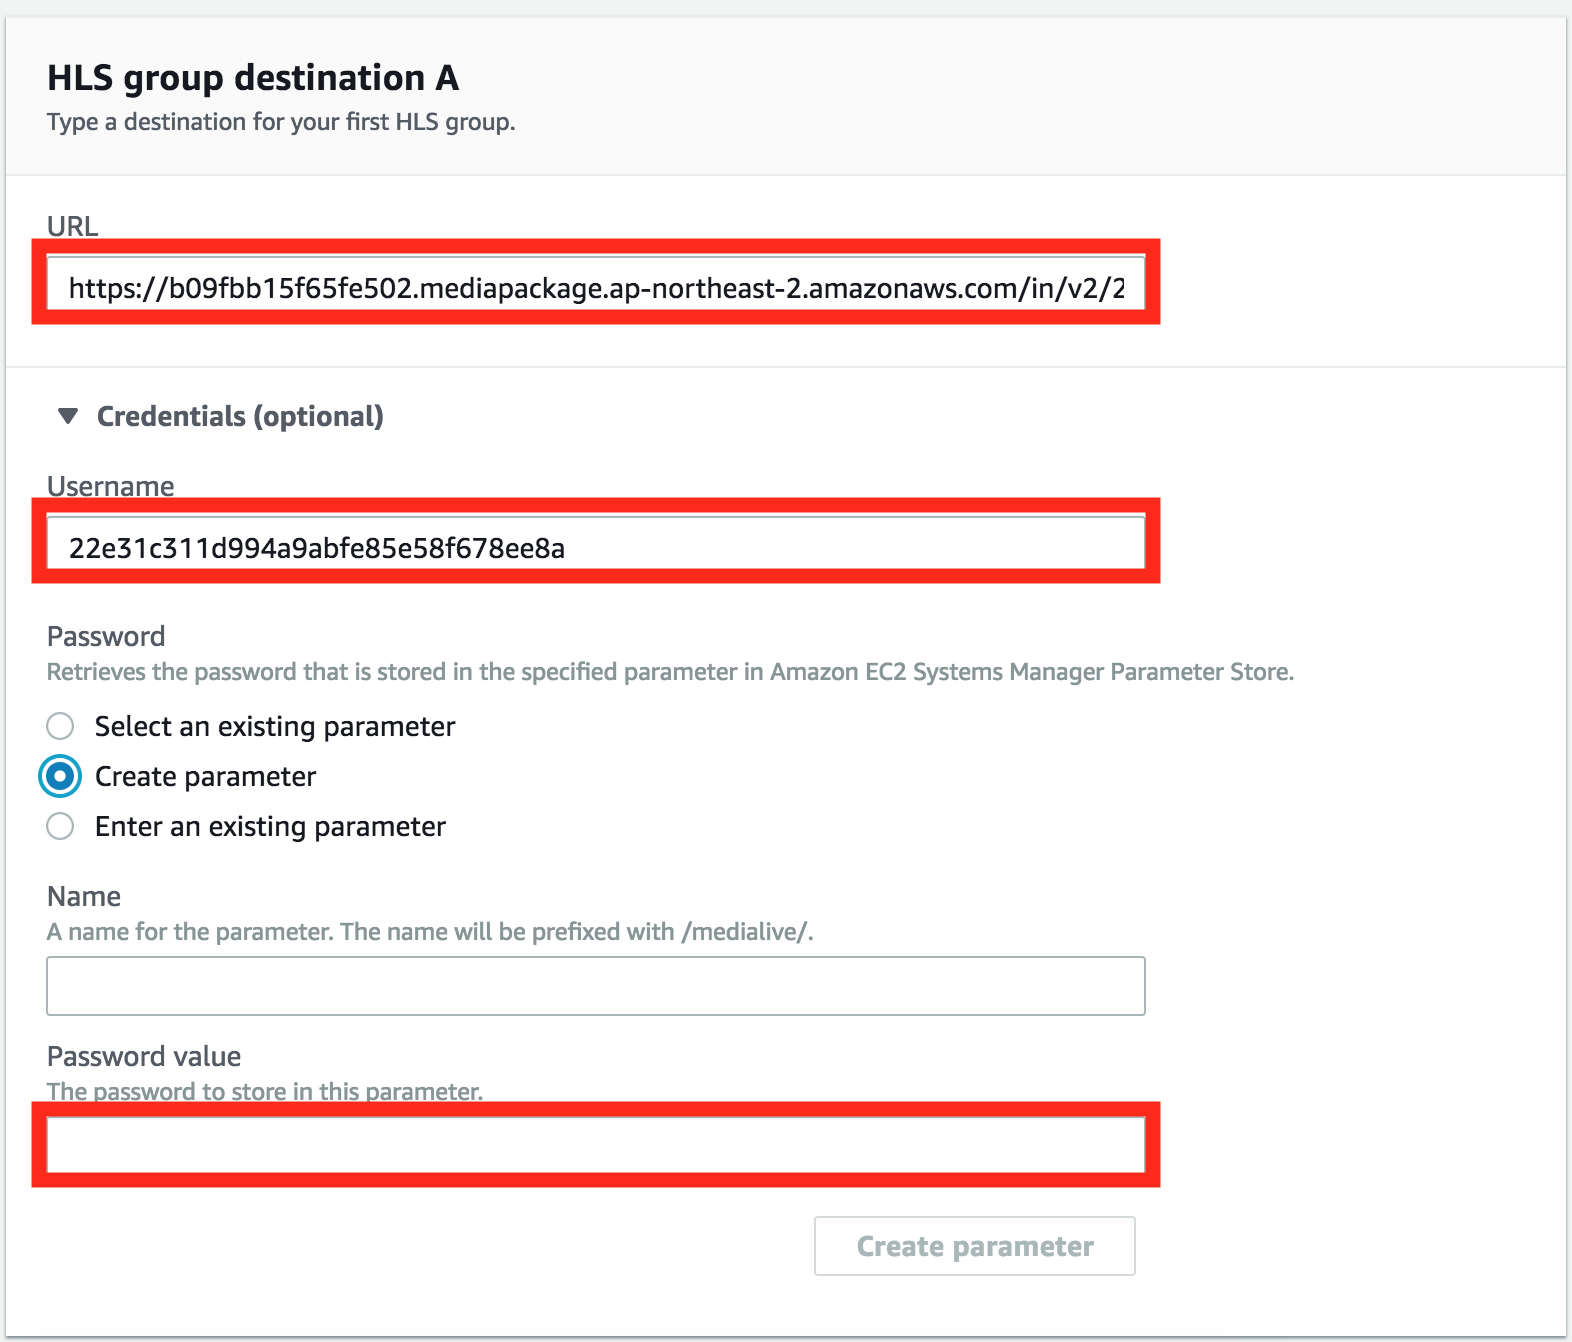 HLS group destination A
Type a destination for your first HLS group.
URL
https://b09fbb15f65fe502.mediapackage.ap-northeast-2.amazonaws.com/in/v2/2
Credentials (optional)
Username
22e31c311d994a9abfe85e58f678ee8a
Password
Retrieves the password that is stored in the specified parameter in Amazon EC2 Systems Manager Parameter Store.
Select an existing parameter
Create parameter
Enter an existing parameter
Name
A name for the parameter. The name will be prefixed with /medialive/.
Password value
The password to store in this parameter.
Create parameter